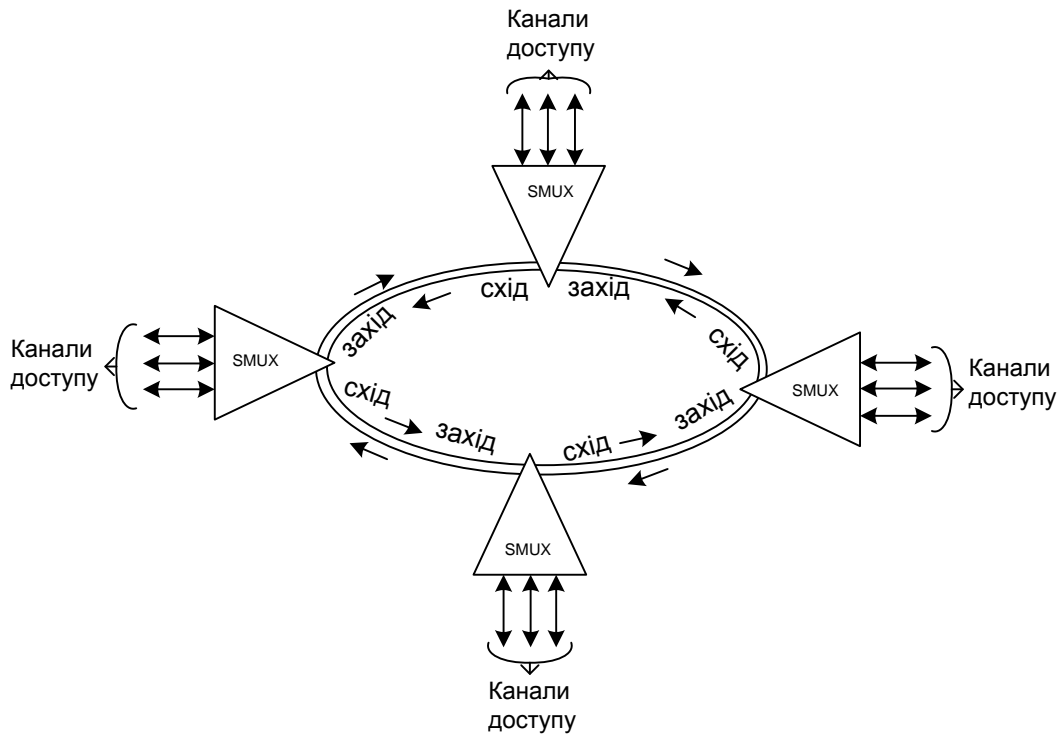 Канали
доступу
SMUX
схід
захід
захід
схід
Канали
доступу
SMUX
SMUX
Канали
доступу
схід
захід
схід
захід
SMUX
Канали
доступу